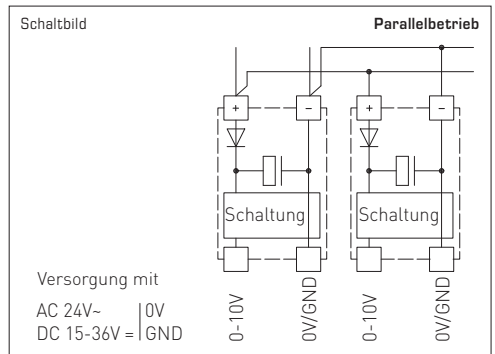 Schaltbild
Parallelbetrieb
+
−
+
−
Schaltung
Schaltung
0-10V
0V/GND
0-10V
0V/GND
Versorgung mit
AC 24V~ | 0V
DC 15-36V = | GND